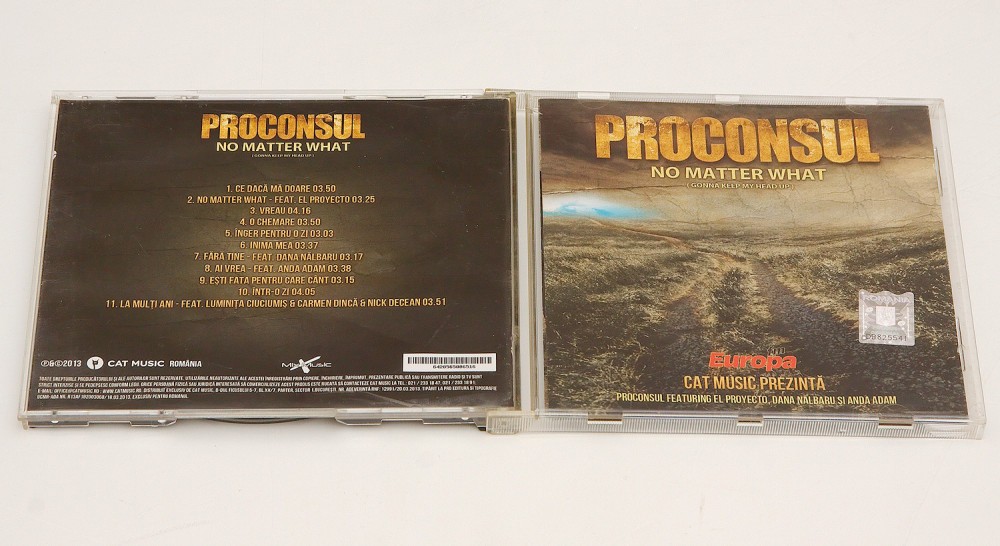 PROCONSUL
NO MATTER WHAT
( GONNA KEEP MY HEAD UP )
1. CE DACĂ MĂ DOARE 03.50
2. NO MATTER WHAT - FEAT. EL PROYECTO 03.25
3. VREAU 04.16
4. O CHEMARE 03.50
5. ÎNGER PENTRU O ZI 03.03
6. INIMA MEA 03.37
7. FĂRĂ TINE - FEAT. DANA NĂLBARU 03.17
8. AI VREA - FEAT. ANDA ADAM 03.38
9. EȘTI FATA PENTRU CARE CÂNT 03.15
10. ÎNTR-O ZI 04.05
11. LA MULȚI ANI - FEAT. LUMINIȚA CIUCIUMIȘ & CARMEN DINCĂ & NICK DECEAN 03.51
℗&©2013 CAT MUSIC ROMÂNIA
PROCONSUL
NO MATTER WHAT
( GONNA KEEP MY HEAD UP )
ROMANIA
Europa fm
CAT MUSIC PREZINTĂ
PROCONSUL FEATURING EL PROYECTO, DANA NĂLBARU ȘI ANDA ADAM